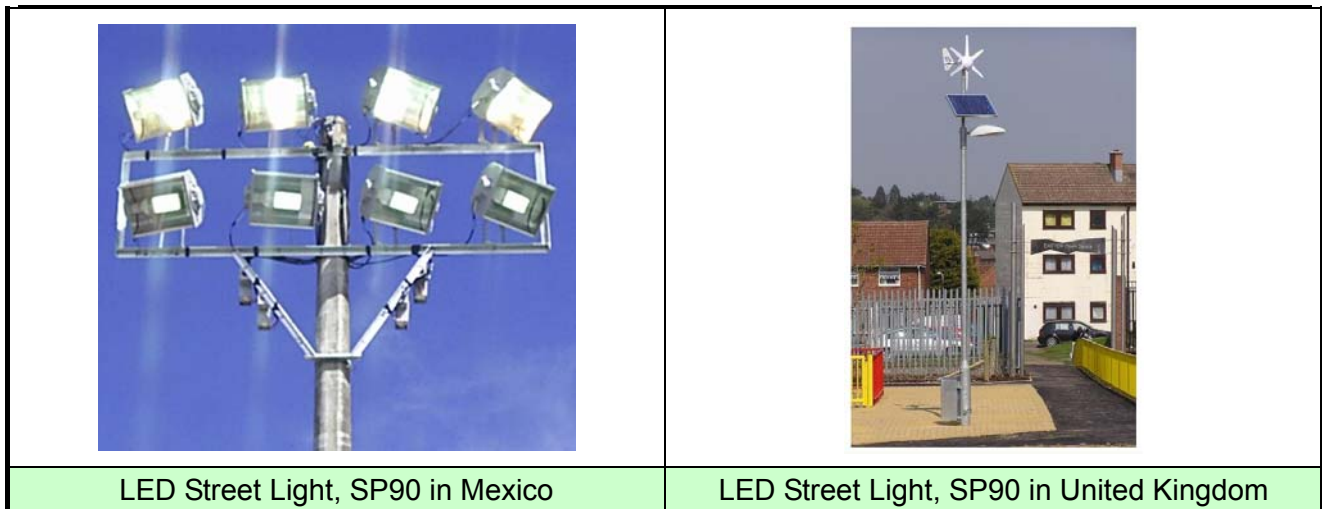 LED Street Light, SP90 in Mexico
LED Street Light, SP90 in United Kingdom